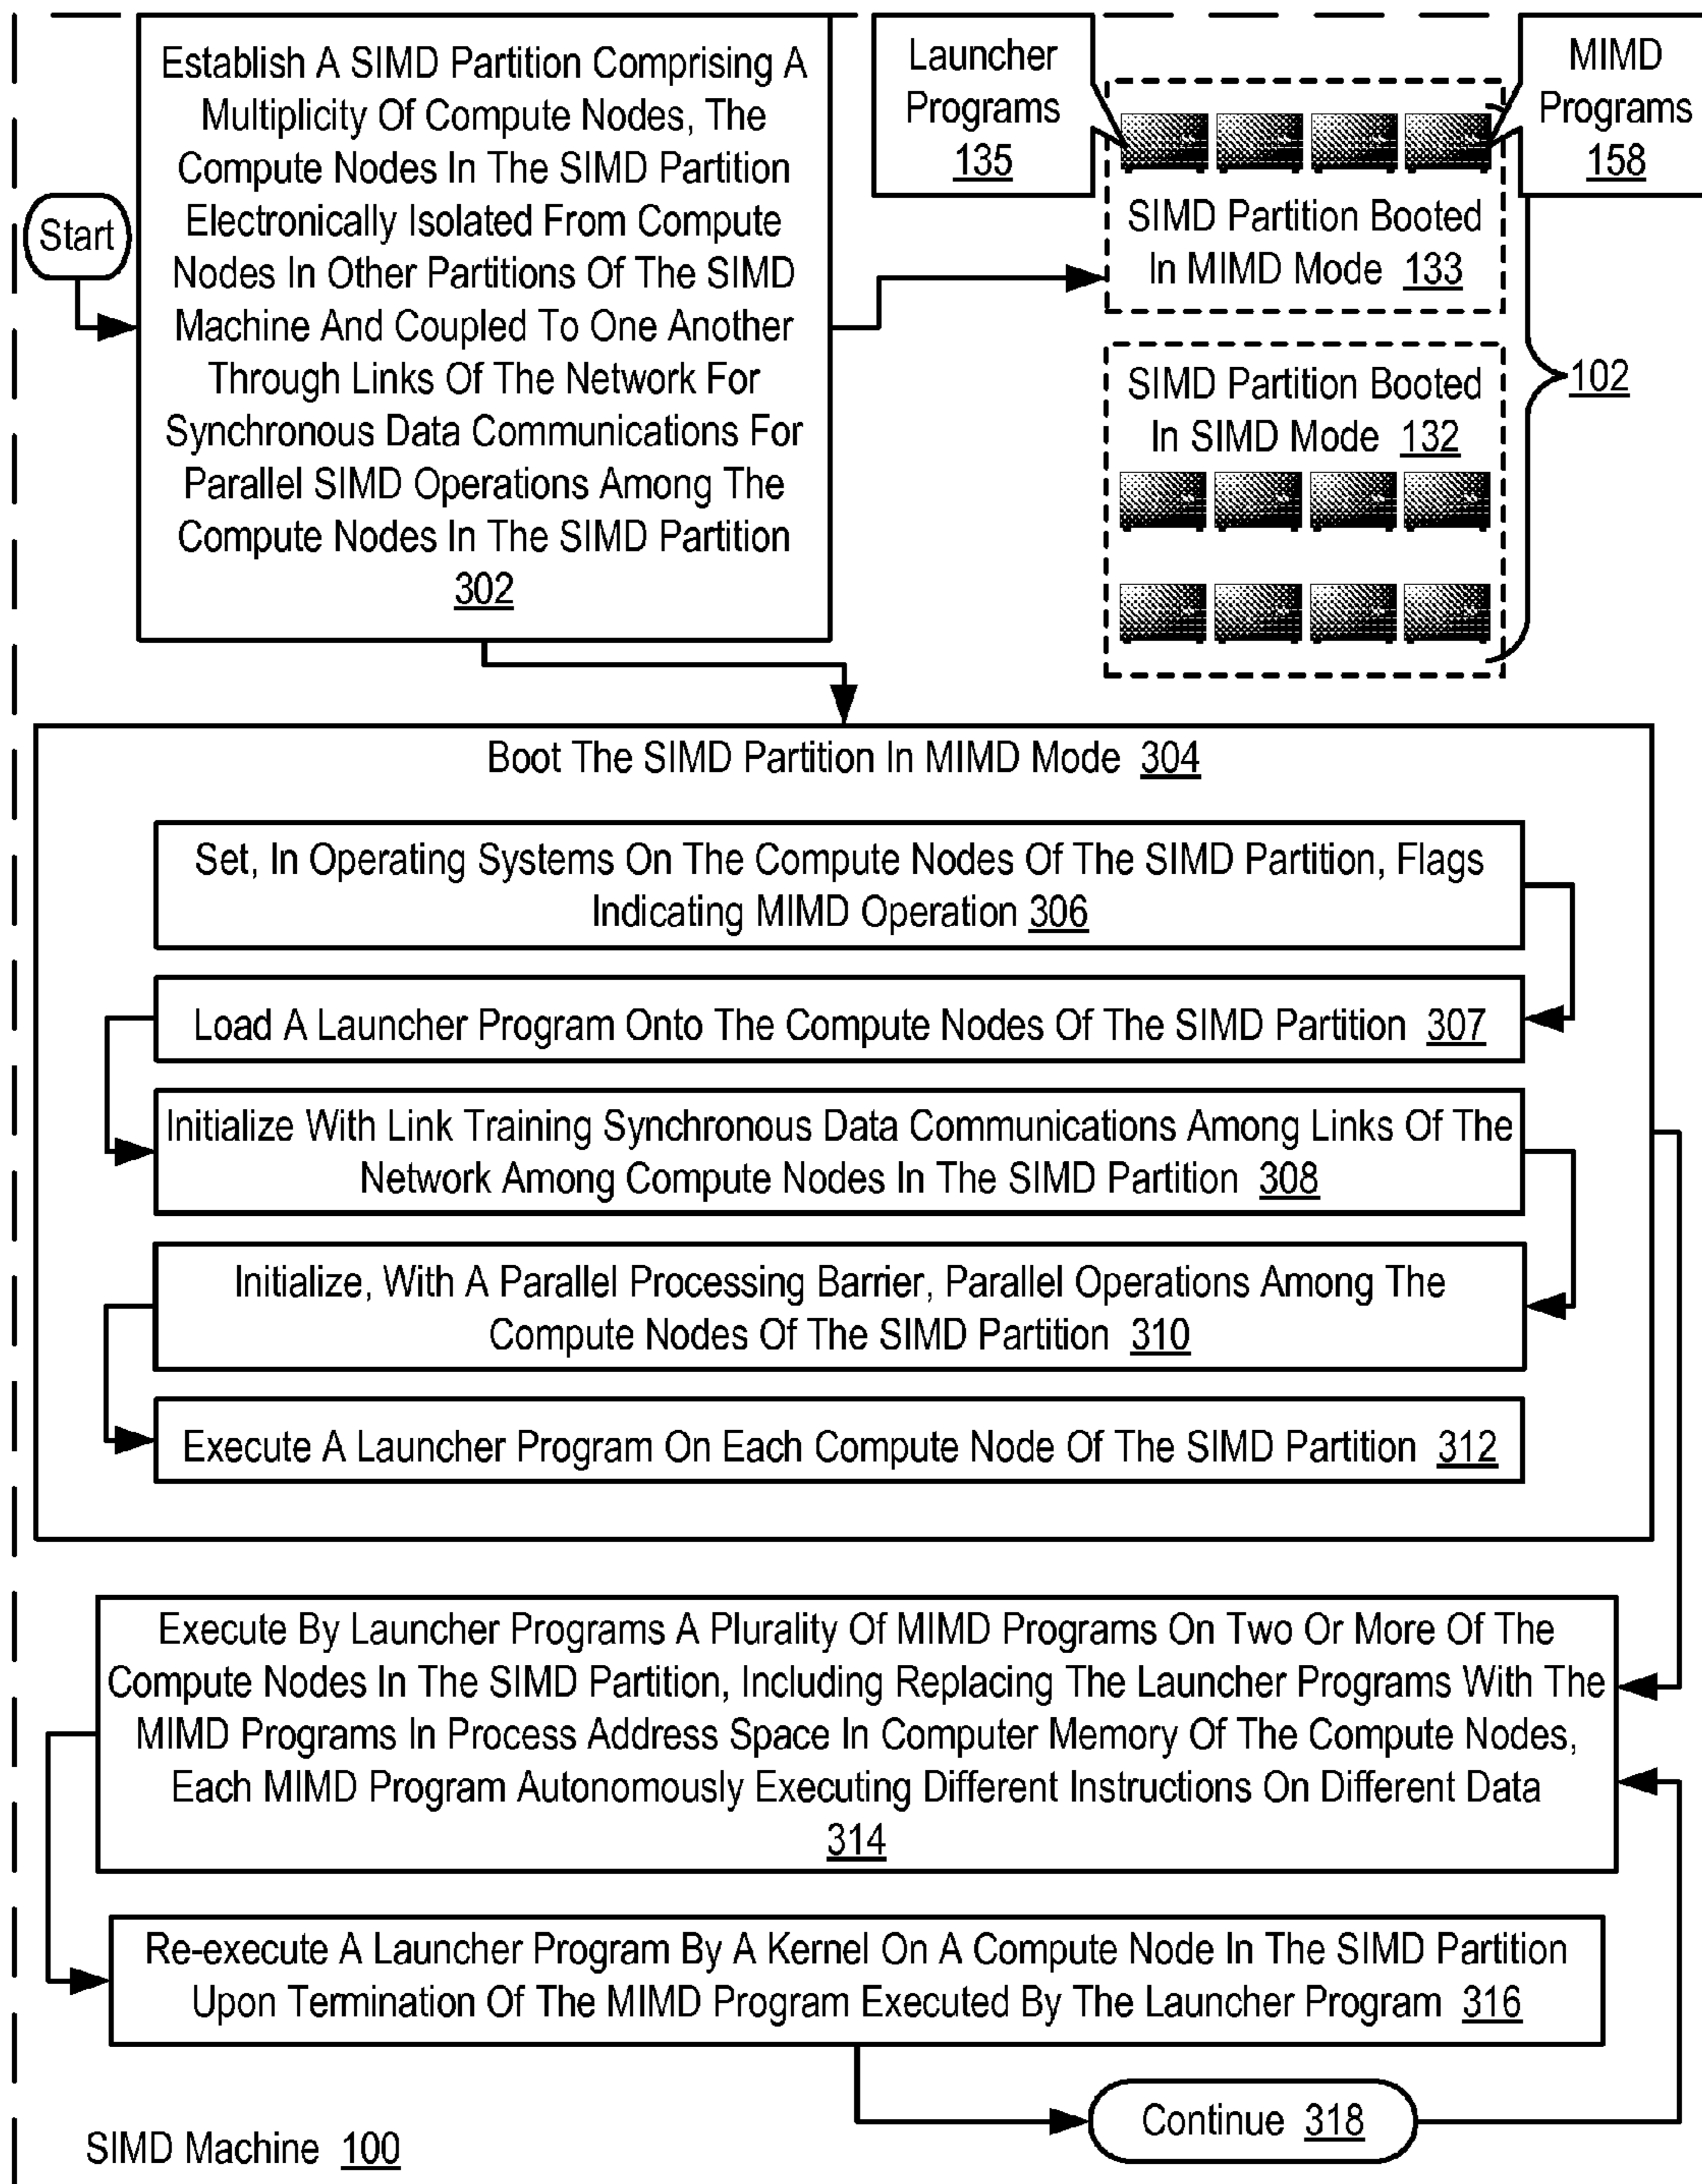 Establish A SIMD Partition Comprising A
Multiplicity Of Compute Nodes, The
Compute Nodes In The SIMD Partition
Electronically Isolated From Compute
Nodes In Other Partitions Of The SIMD
Machine And Coupled To One Another
Through Links Of The Network For
Synchronous Data Communications For
Parallel SIMD Operations Among The
Compute Nodes In The SIMD Partition
302
Start
Launcher
Programs
135
MIMD
Programs
158
SIMD Partition Booted
In MIMD Mode 133
SIMD Partition Booted
In SIMD Mode 132
102
Boot The SIMD Partition In MIMD Mode 304
Set, In Operating Systems On The Compute Nodes Of The SIMD Partition, Flags
Indicating MIMD Operation 306
Load A Launcher Program Onto The Compute Nodes Of The SIMD Partition 307
Initialize With Link Training Synchronous Data Communications Among Links Of The
Network Among Compute Nodes In The SIMD Partition 308
Initialize, With A Parallel Processing Barrier, Parallel Operations Among The
Compute Nodes Of The SIMD Partition 310
Execute A Launcher Program On Each Compute Node Of The SIMD Partition 312
Execute By Launcher Programs A Plurality Of MIMD Programs On Two Or More Of The
Compute Nodes In The SIMD Partition, Including Replacing The Launcher Programs With The
MIMD Programs In Process Address Space In Computer Memory Of The Compute Nodes,
Each MIMD Program Autonomously Executing Different Instructions On Different Data
314
Re-execute A Launcher Program By A Kernel On A Compute Node In The SIMD Partition
Upon Termination Of The MIMD Program Executed By The Launcher Program 316
Continue 318
SIMD Machine 100